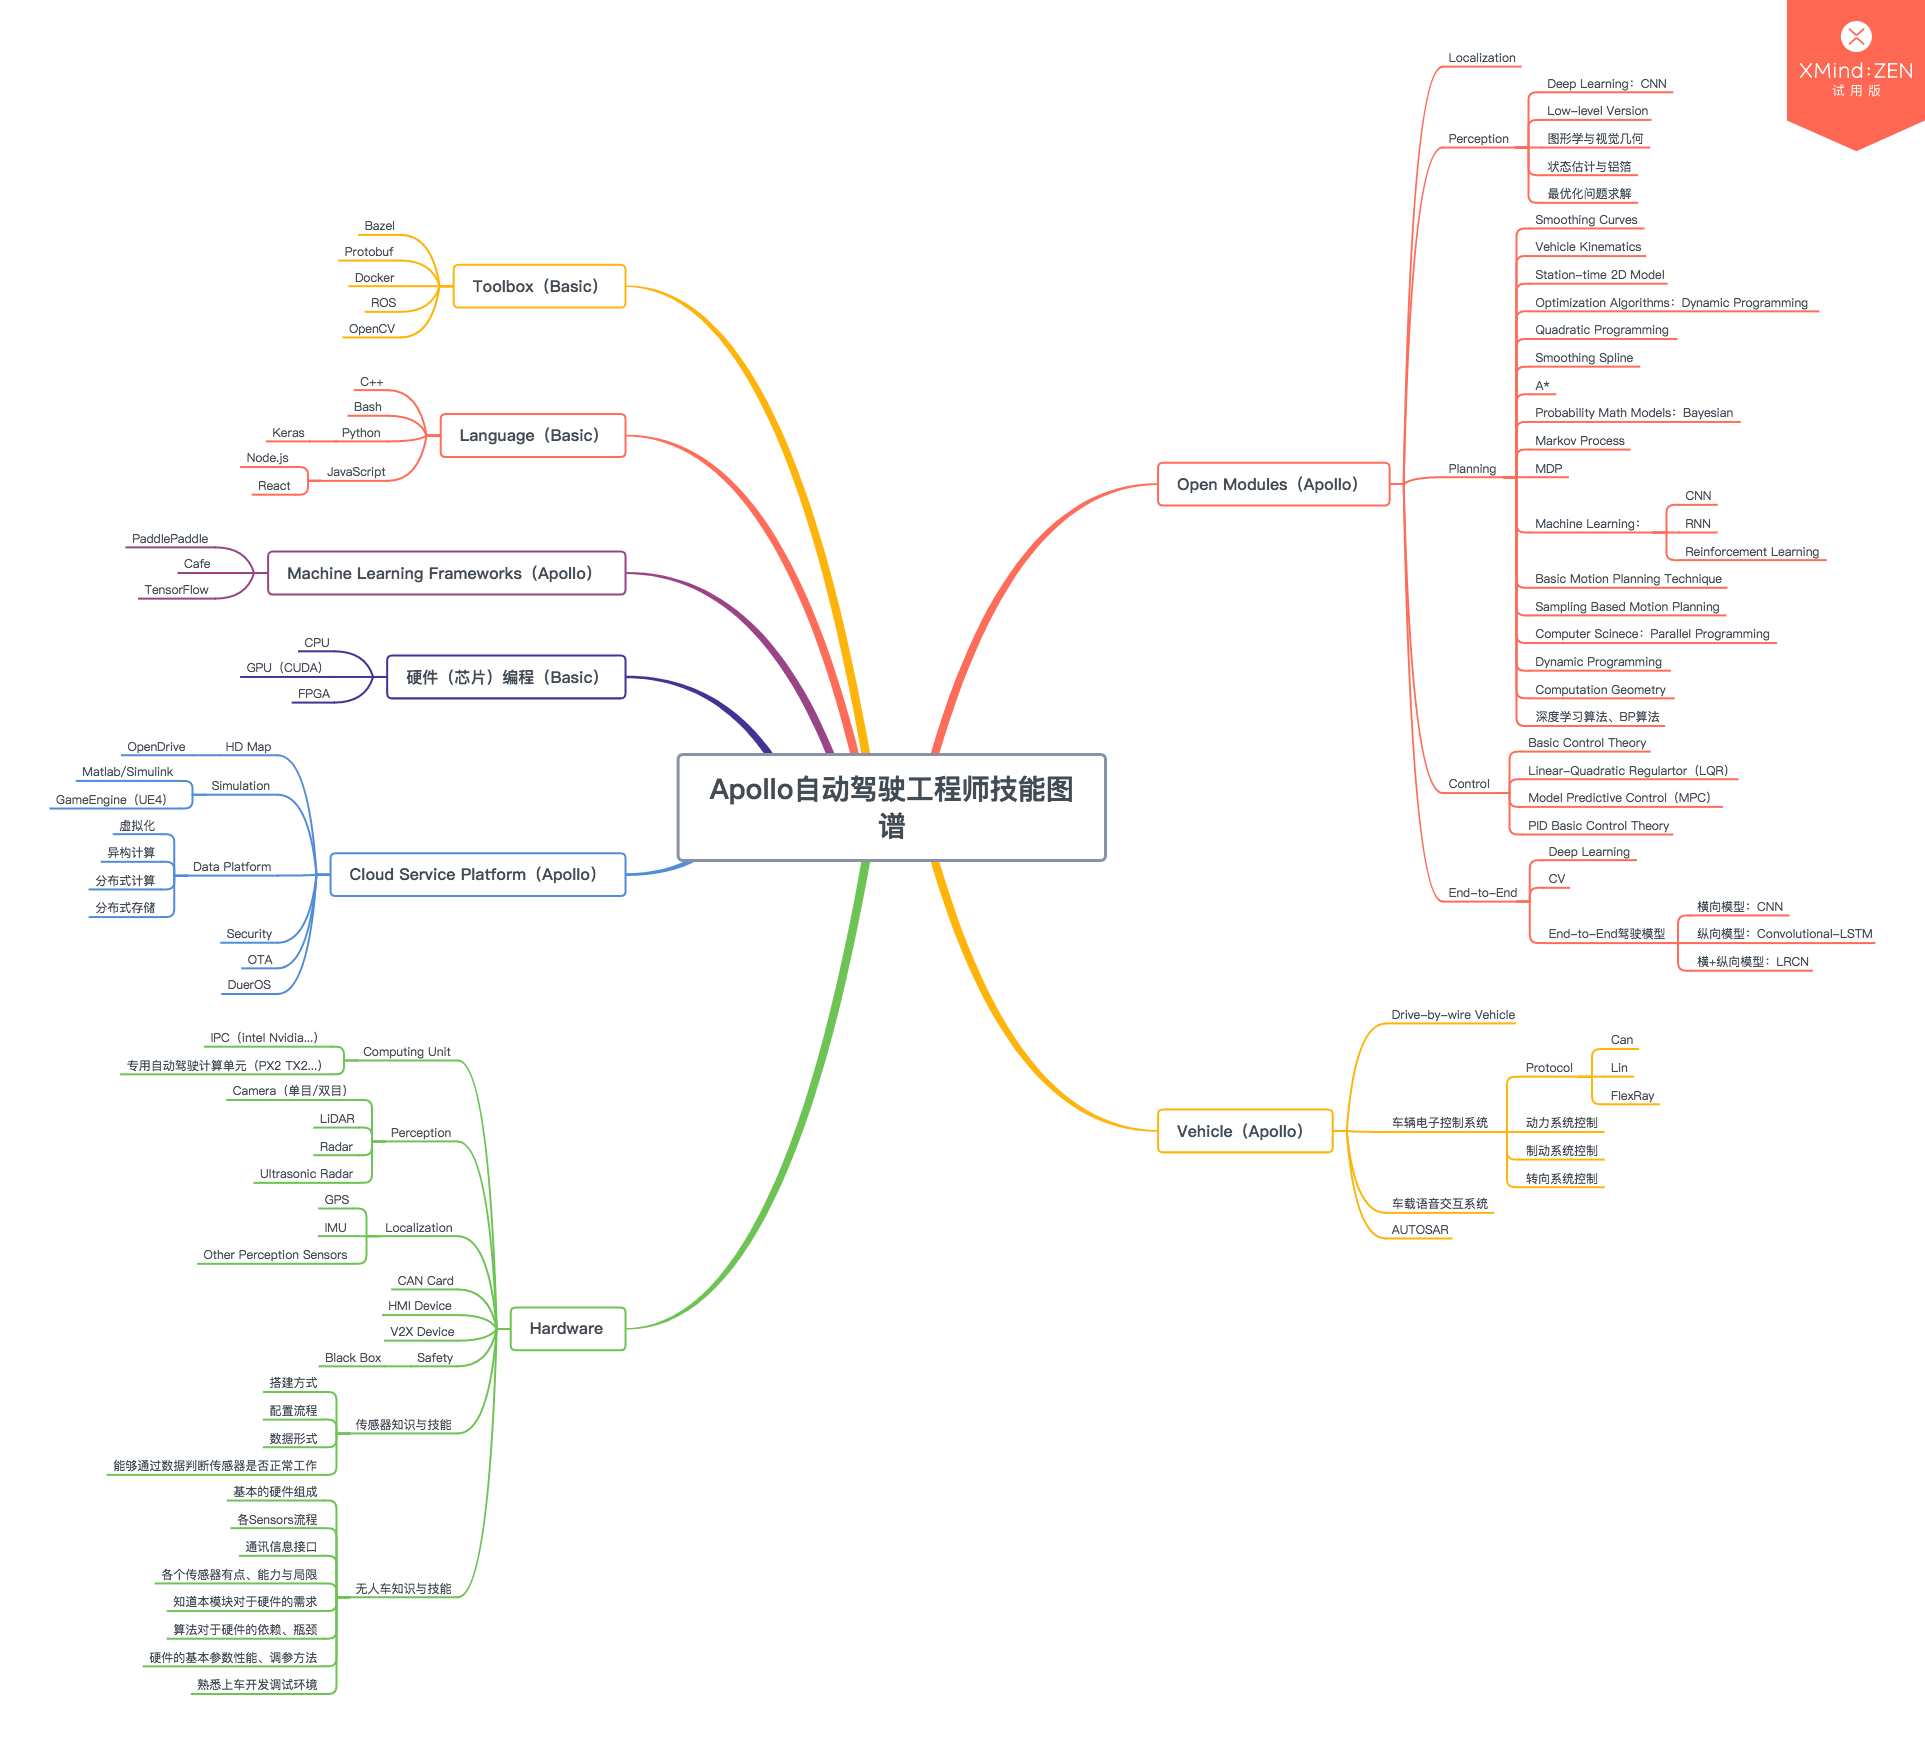 XMind:ZEN
试用版
Apollo自动驾驶工程师技能图
谱
Open Modules（Apollo）
Localization
Perception
Deep Learning：CNN
Low-level Version
图形学与视觉几何
状态估计与铝箔
最优化问题求解
Planning
Smoothing Curves
Vehicle Kinematics
Station-time 2D Model
Optimization Algorithms：Dynamic Programming
Quadratic Programming
Smoothing Spline
A*
Probability Math Models：Bayesian
Markov Process
MDP
Machine Learning：
CNN
RNN
Reinforcement Learning
Basic Motion Planning Technique
Sampling Based Motion Planning
Computer Scinece：Parallel Programming
Dynamic Programming
Computation Geometry
深度学习算法、BP算法
Control
Basic Control Theory
Linear-Quadratic Regulartor（LQR）
Model Predictive Control（MPC）
PID Basic Control Theory
End-to-End
Deep Learning
CV
End-to-End驾驶模型
横向模型：CNN
纵向模型：Convolutional-LSTM
横+纵向模型：LRCN
Vehicle（Apollo）
Drive-by-wire Vehicle
车辆电子控制系统
Protocol
Can
Lin
FlexRay
动力系统控制
制动系统控制
转向系统控制
车载语音交互系统
AUTOSAR
Toolbox（Basic）
Bazel
Protobuf
Docker
ROS
OpenCV
Language（Basic）
C++
Bash
Python
Keras
JavaScript
Node.js
React
Machine Learning Frameworks（Apollo）
PaddlePaddle
Cafe
TensorFlow
硬件（芯片）编程（Basic）
CPU
GPU（CUDA）
FPGA
Cloud Service Platform（Apollo）
HD Map
OpenDrive
Simulation
Matlab/Simulink
GameEngine（UE4）
Data Platform
虚拟化
异构计算
分布式计算
分布式存储
Security
OTA
DuerOS
Hardware
Computing Unit
IPC（intel Nvidia...）
专用自动驾驶计算单元（PX2 TX2...）
Perception
Camera（单目/双目）
LiDAR
Radar
Ultrasonic Radar
Localization
GPS
IMU
Other Perception Sensors
CAN Card
HMI Device
V2X Device
Safety
Black Box
传感器知识与技能
搭建方式
配置流程
数据形式
能够通过数据判断传感器是否正常工作
无人车知识与技能
基本的硬件组成
各Sensors流程
通讯信息接口
各个传感器有点、能力与局限
知道本模块对于硬件的需求
算法对于硬件的依赖、瓶颈
硬件的基本参数性能、调参方法
熟悉上车开发调试环境